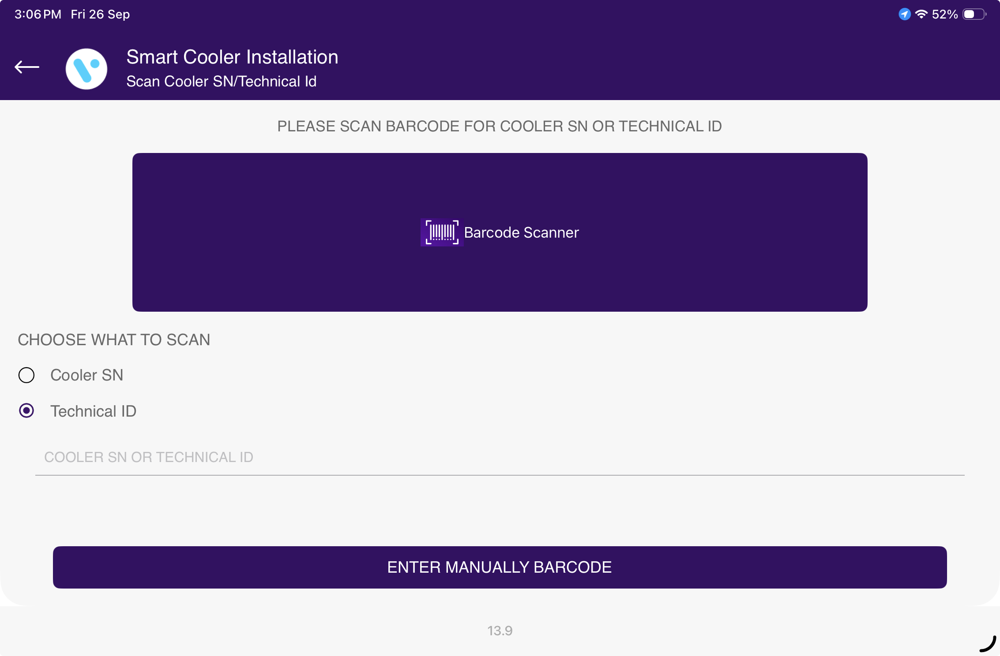 3:06 PM Fri 26 Sep 52%
Smart Cooler Installation
Scan Cooler SN/Technical Id
PLEASE SCAN BARCODE FOR COOLER SN OR TECHNICAL ID
Barcode Scanner
CHOOSE WHAT TO SCAN
Cooler SN
Technical ID
COOLER SN OR TECHNICAL ID
ENTER MANUALLY BARCODE
13.9